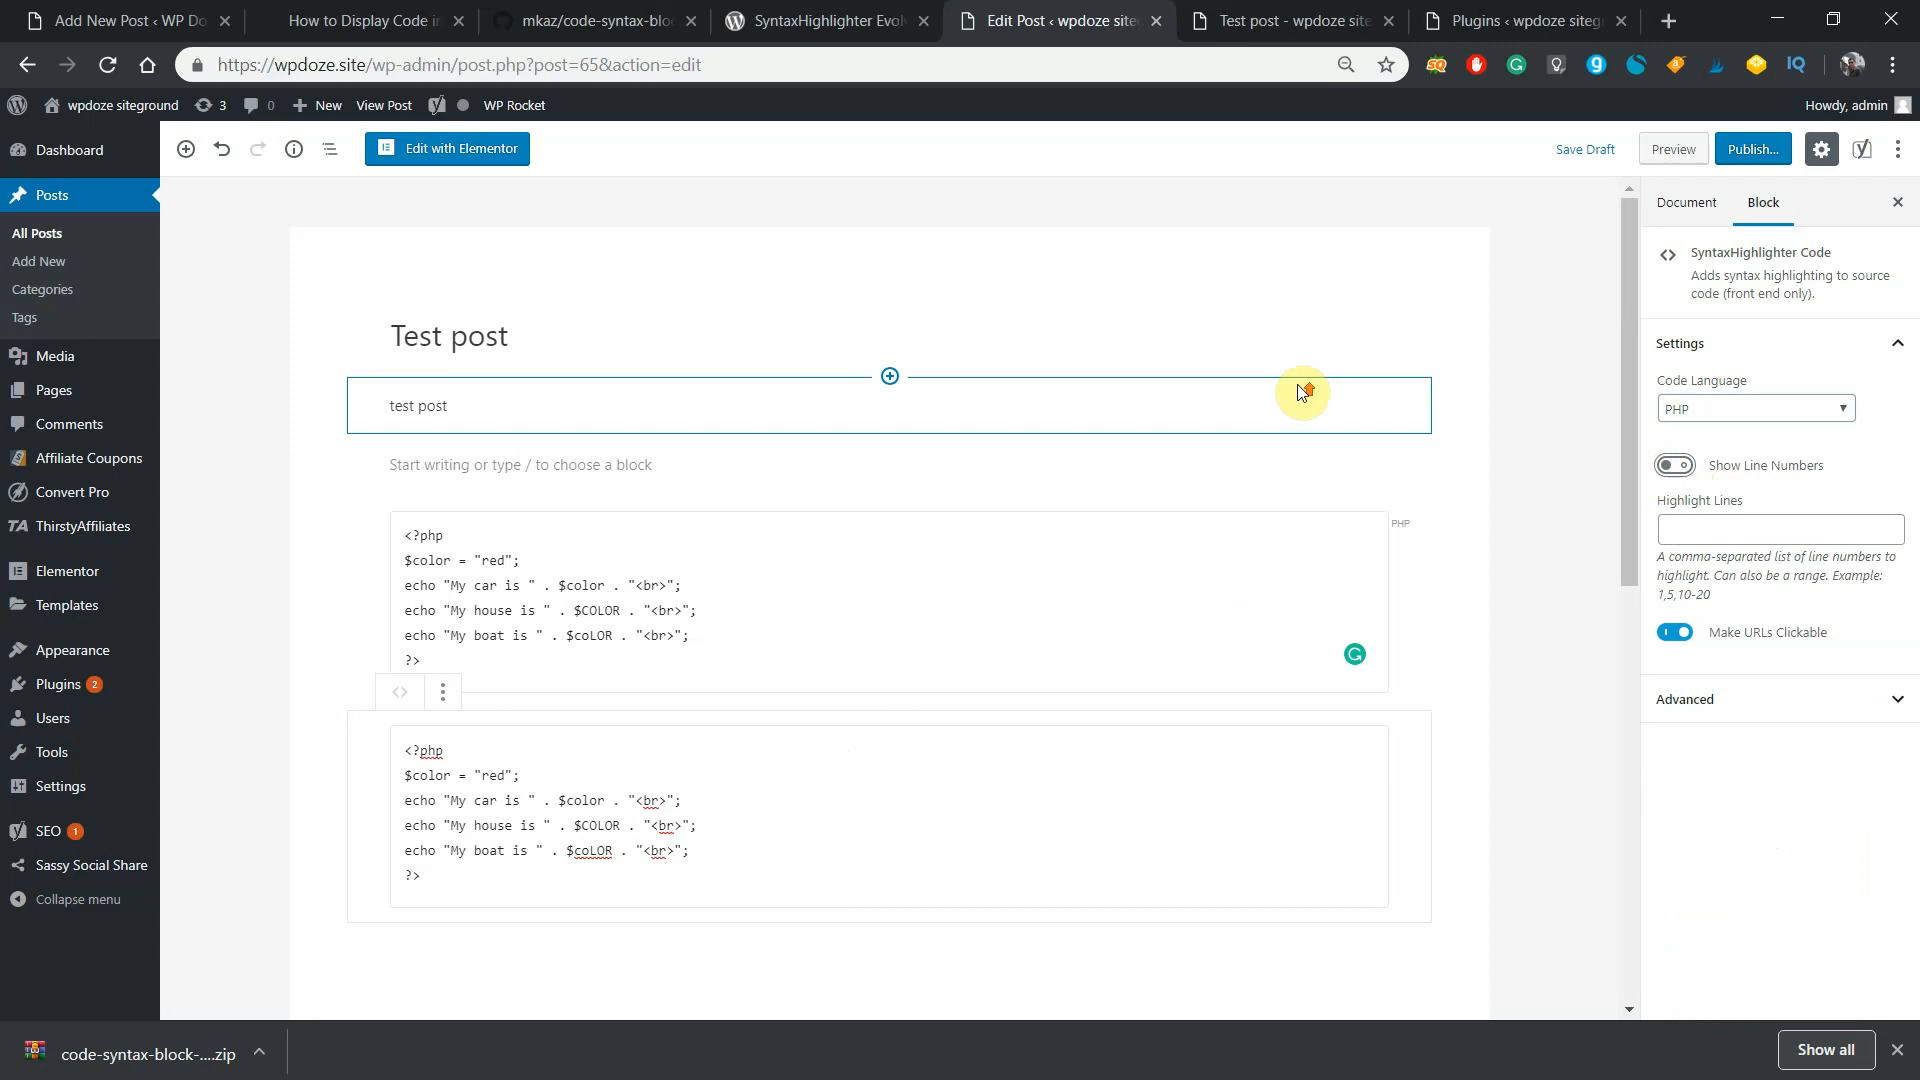 Add New Post ‹ WP Do
How to Display Code i
mkaz/code-syntax-blo
SyntaxHighlighter Evol
Edit Post ‹ wpdoze site
Test post - wpdoze site
Plugins ‹ wpdoze siteg
https://wpdoze.site/wp-admin/post.php?post=65&action=edit
wpdoze siteground
3
0
New
View Post
WP Rocket
Howdy, admin
Dashboard
Edit with Elementor
Save Draft
Preview
Publish...
Posts
All Posts
Add New
Categories
Tags
Media
Pages
Comments
Affiliate Coupons
Convert Pro
TA ThirstyAffiliates
Elementor
Templates
Appearance
Plugins 2
Users
Tools
Settings
SEO 1
Sassy Social Share
Collapse menu
Test post
test post
Start writing or type / to choose a block
PHP
<?php
$color = "red";
echo "My car is " . $color . "<br>";
echo "My house is " . $COLOR . "<br>";
echo "My boat is " . $coLOR . "<br>";
?>
<?php
$color = "red";
echo "My car is " . $color . "<br>";
echo "My house is " . $COLOR . "<br>";
echo "My boat is " . $coLOR . "<br>";
?>
Document
Block
SyntaxHighlighter Code
Adds syntax highlighting to source
code (front end only).
Settings
Code Language
PHP
Show Line Numbers
Highlight Lines
A comma-separated list of line numbers to
highlight. Can also be a range. Example:
1,5,10-20
Make URLs Clickable
Advanced
code-syntax-block-....zip
Show all